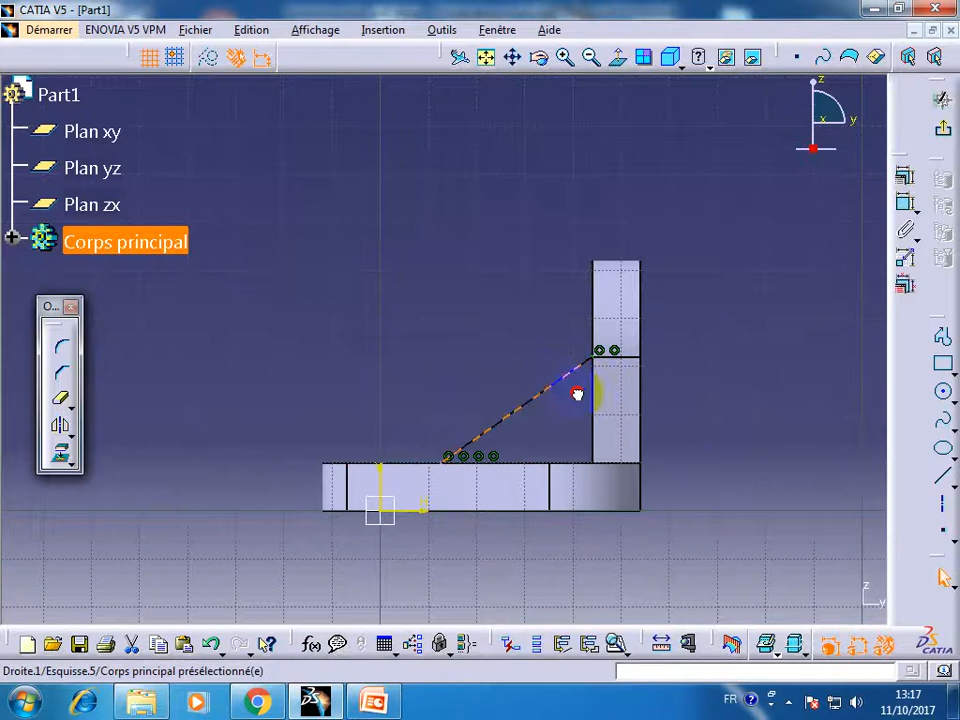 CATIA V5 - [Part1]
Démarrer ENOVIA V5 VPM Fichier Edition Affichage Insertion Outils Fenêtre Aide
Part1
Plan xy
Plan yz
Plan zx
Corps principal
O...
z
x
y
z
y
f(x)
CATIA
Droite.1/Esquisse.5/Corps principal présélectionné(e)
FR
13:17
11/10/2017